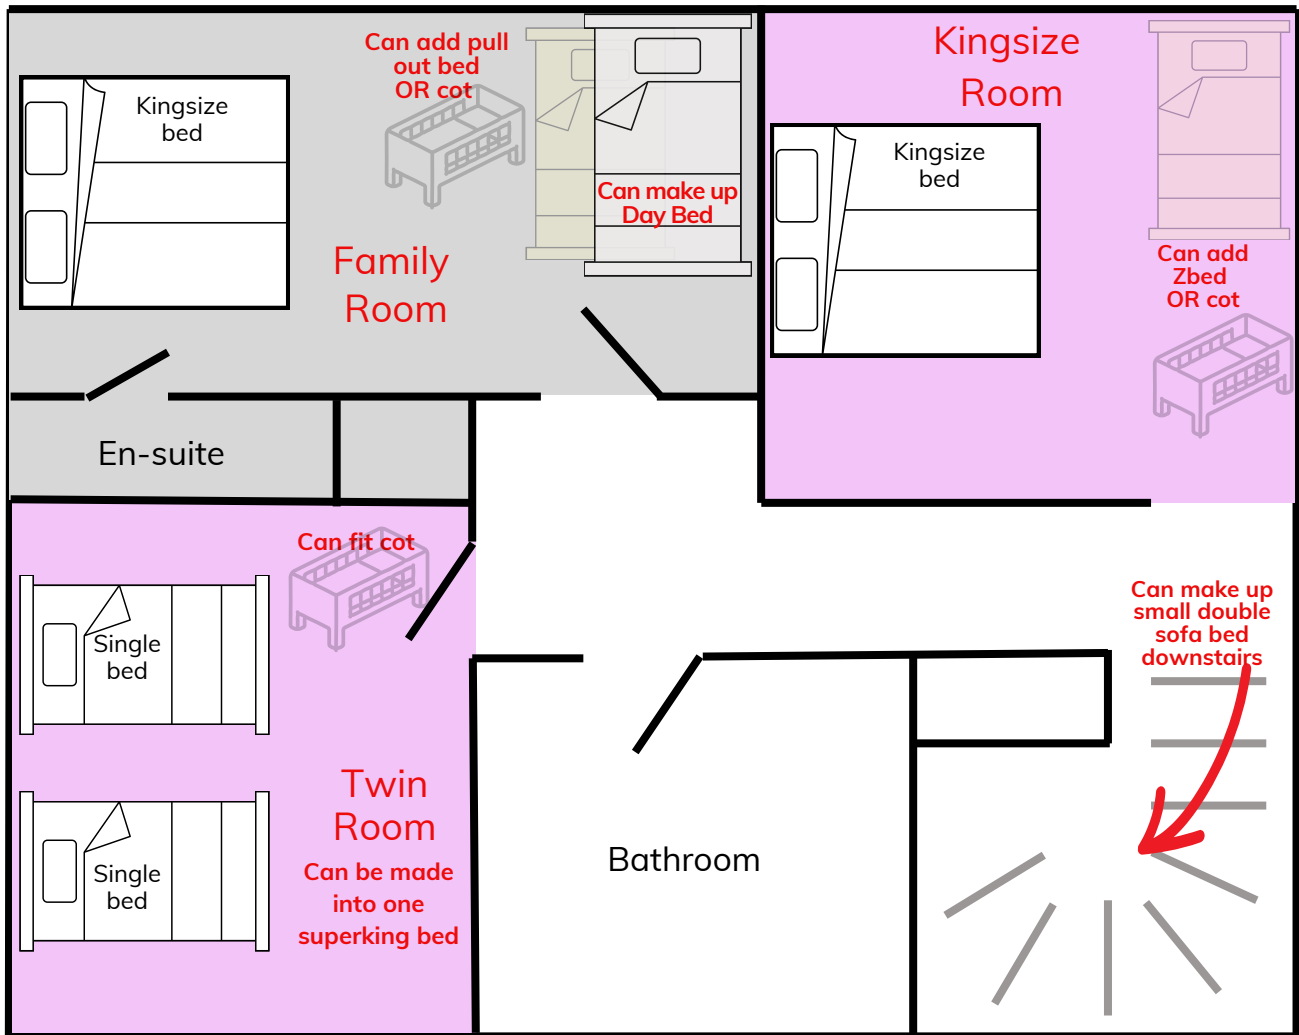 Can add pull
out bed
OR cot
Kingsize
bed
Can make up
Day Bed
Family
Room
Kingsize
Room
Kingsize
bed
Can add
Zbed
OR cot
En-suite
Can fit cot
Single
bed
Single
bed
Twin
Room
Can be made
into one
superking bed
Bathroom
Can make up
small double
sofa bed
downstairs